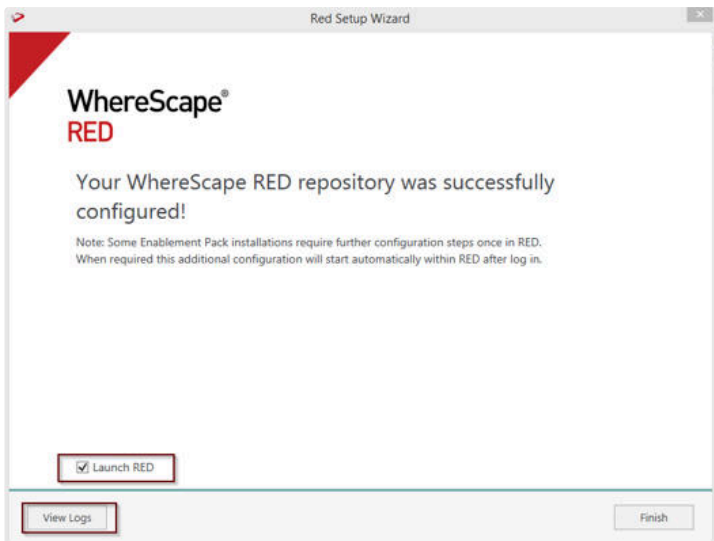 Red Setup Wizard
WhereScape®
RED
Your WhereScape RED repository was successfully
configured!
Note: Some Enablement Pack installations require further configuration steps once in RED.
When required this additional configuration will start automatically within RED after log in.
Launch RED
View Logs
Finish